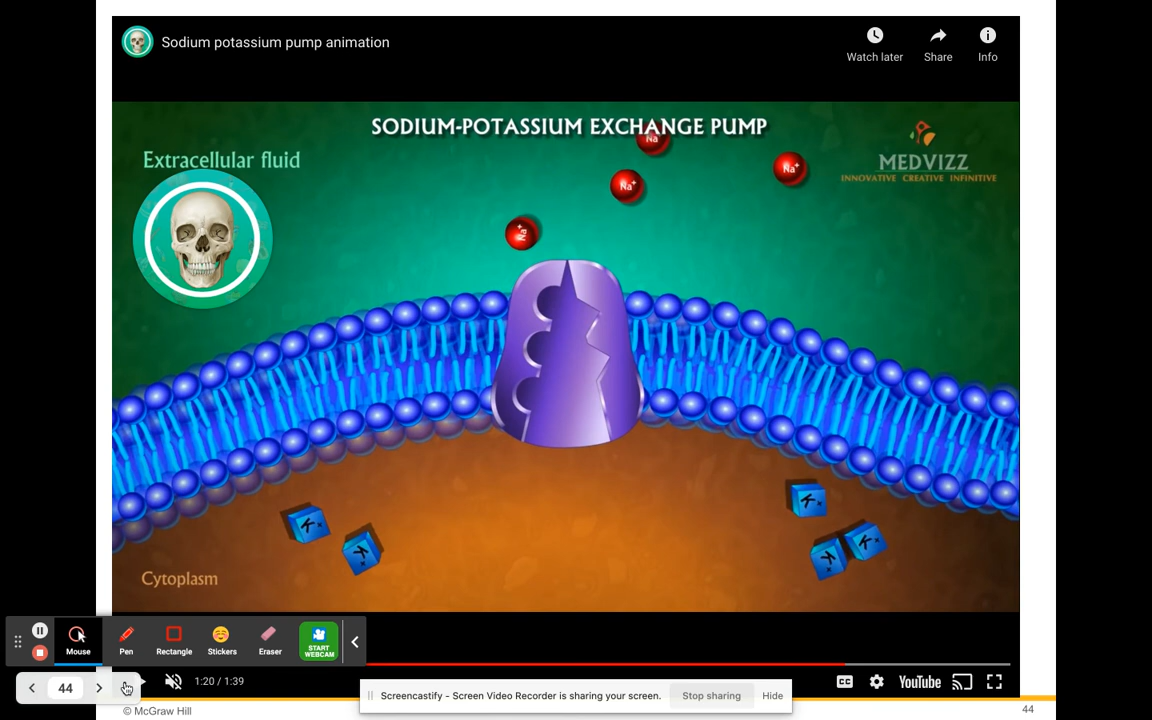 Sodium potassium pump animation
Watch later
Share
Info
SODIUM-POTASSIUM EXCHANGE PUMP
Extracellular fluid
MEDVIZZ
INNOVATIVE CREATIVE INFINITIVE
Na+
Na+
Na+
Na+
K+
K+
K+
K+
K+
Cytoplasm
Mouse
Pen
Rectangle
Stickers
Eraser
START
WEBCAM
44
1:20 / 1:39
CC
YouTube
Screencastify - Screen Video Recorder is sharing your screen.
Stop sharing
Hide
© McGraw Hill
44